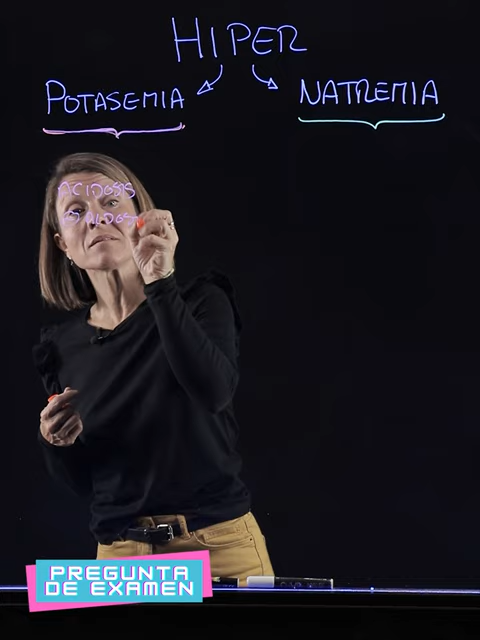 HIPER
POTASEMIA
NATREMIA
ACIDOSIS
PREGUNTA
DE EXAMEN